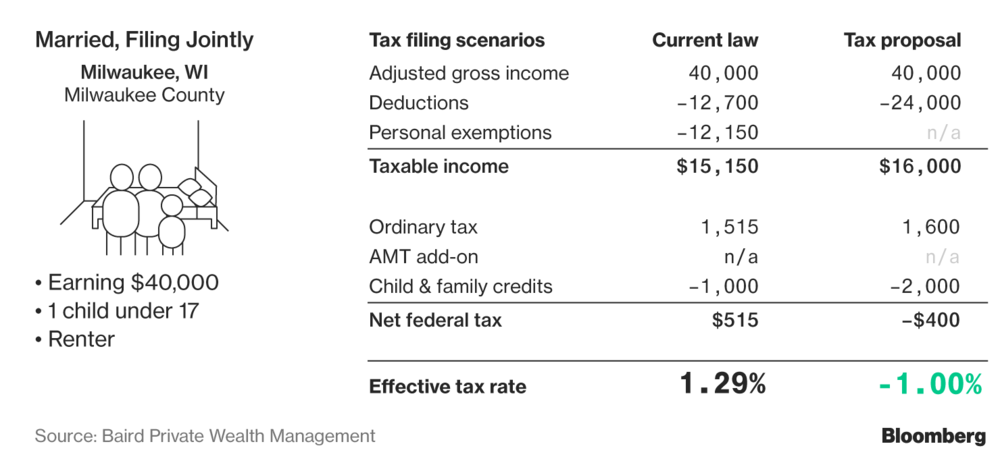 Married, Filing Jointly
Milwaukee, WI
Milwaukee County
• Earning $40,000
• 1 child under 17
• Renter
Tax filing scenarios Current law Tax proposal
Adjusted gross income 40,000 40,000
Deductions –12,700 –24,000
Personal exemptions –12,150 n/a
Taxable income $15,150 $16,000
Ordinary tax 1,515 1,600
AMT add-on n/a n/a
Child & family credits –1,000 –2,000
Net federal tax $515 –$400
Effective tax rate 1.29% -1.00%
Source: Baird Private Wealth Management Bloomberg